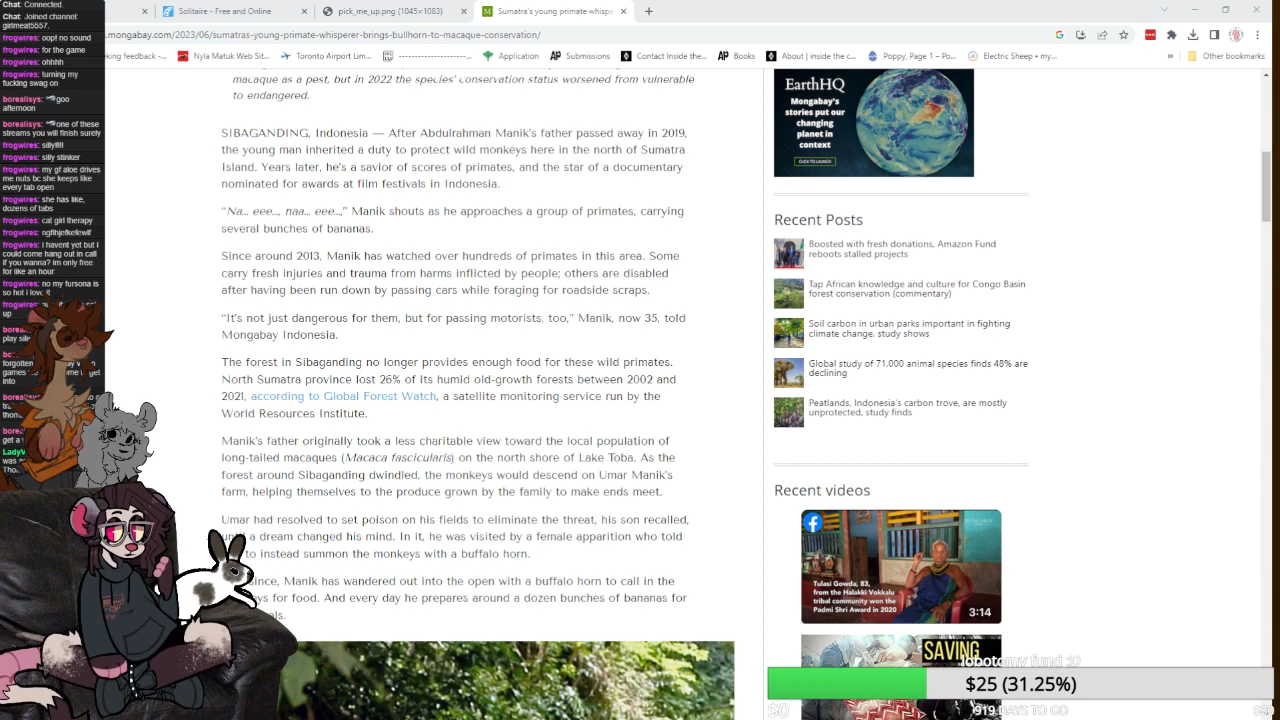 Chat: Connected.
Chat: Joined channel:
girlmeat5557.
frogwires: oop! no sound
frogwires: for the game
frogwires: ohhhh
frogwires: turning my
fucking swag on
borealisys: goo
afternoon
borealisys: one of these
streams you will finish surely
frogwires: silly!!!!
frogwires: silly stinker
frogwires: my gf aloe drives
me nuts bc she keeps like
every tab open
frogwires: she has like,
dozens of tabs
frogwires: cat girl therapy
frogwires: ngflhjefkefewlf
frogwires: i havent yet but i
could come hang out in call
if you wanna? im only free
for like an hour
frogwires: no my fursona is
so hot i love it
frogwires:
up
play
forgotten
games
into
get a
LadyV
was
Solitaire - Free and Online
pick_me_up.png (1045×1083)
Sumatra's young primate whispe
mongabay.com/2023/06/sumatras-young-primate-whisperer-brings-bullhorn-to-macaque-conservation/
king feedback -...
Nyla Matuk Web Sit...
Toronto Airport Lim...
Application
Submissions
Contact Inside the...
Books
About | inside the c...
Poppy, Page 1 – Po...
Electric Sheep • my...
»
Other bookmarks
macaque as a pest, but in 2022 the species' conservation status worsened from vulnerable
to endangered.
SIBAGANDING, Indonesia — After Abdulrahman Manik's father passed away in 2019,
the young man inherited a duty to protect wild monkeys here in the north of Sumatra
Island. Years later, he's a friend of scores of primates, and the star of a documentary
nominated for awards at film festivals in Indonesia.
"Na... eee..., naa... eee...," Manik shouts as he approaches a group of primates, carrying
several bunches of bananas.
Since around 2013, Manik has watched over hundreds of primates in this area. Some
carry fresh injuries and trauma from harms inflicted by people; others are disabled
after having been run down by passing cars while foraging for roadside scraps.
"It's not just dangerous for them, but for passing motorists, too," Manik, now 35, told
Mongabay Indonesia.
The forest in Sibaganding no longer provides enough food for these wild primates.
North Sumatra province lost 26% of its humid old-growth forests between 2002 and
2021, according to Global Forest Watch, a satellite monitoring service run by the
World Resources Institute.
Manik's father originally took a less charitable view toward the local population of
long-tailed macaques (Macaca fascicularis) on the north shore of Lake Toba. As the
forest around Sibaganding dwindled, the monkeys would descend on Umar Manik's
farm, helping themselves to the produce grown by the family to make ends meet.
Umar had resolved to set poison on his fields to eliminate the threat, his son recalled,
changed his mind. In it, he was visited by a female apparition who told
to instead summon the monkeys with a buffalo horn.
since, Manik has wandered out into the open with a buffalo horn to call in the
for food. And every day he prepares around a dozen bunches of bananas for
EarthHQ
Mongabay's
stories put our
changing
planet in
context
CLICK TO LAUNCH
Recent Posts
Boosted with fresh donations, Amazon Fund
reboots stalled projects
Tap African knowledge and culture for Congo Basin
forest conservation (commentary)
Soil carbon in urban parks important in fighting
climate change, study shows
Global study of 71,000 animal species finds 48% are
declining
Peatlands, Indonesia's carbon trove, are mostly
unprotected, study finds
Recent videos
Tulasi Gowda, 83,
from the Halakki Vokkalu
tribal community won the
Padmi Shri Award in 2020
3:14
SAVING
lobotomy fund :)
$25 (31.25%)
$0
919 DAYS TO GO
$80